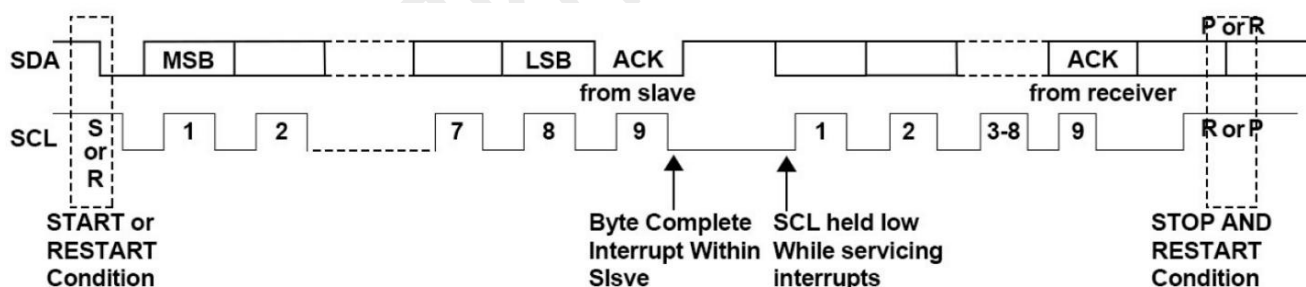 P or R
SDA MSB LSB ACK ACK
from slave from receiver
SCL S or R 1 2 7 8 9 1 2 3-8 9 R or P
START or RESTART Condition
Byte Complete Interrupt Within Slsve
SCL held low While servicing interrupts
STOP AND RESTART Condition